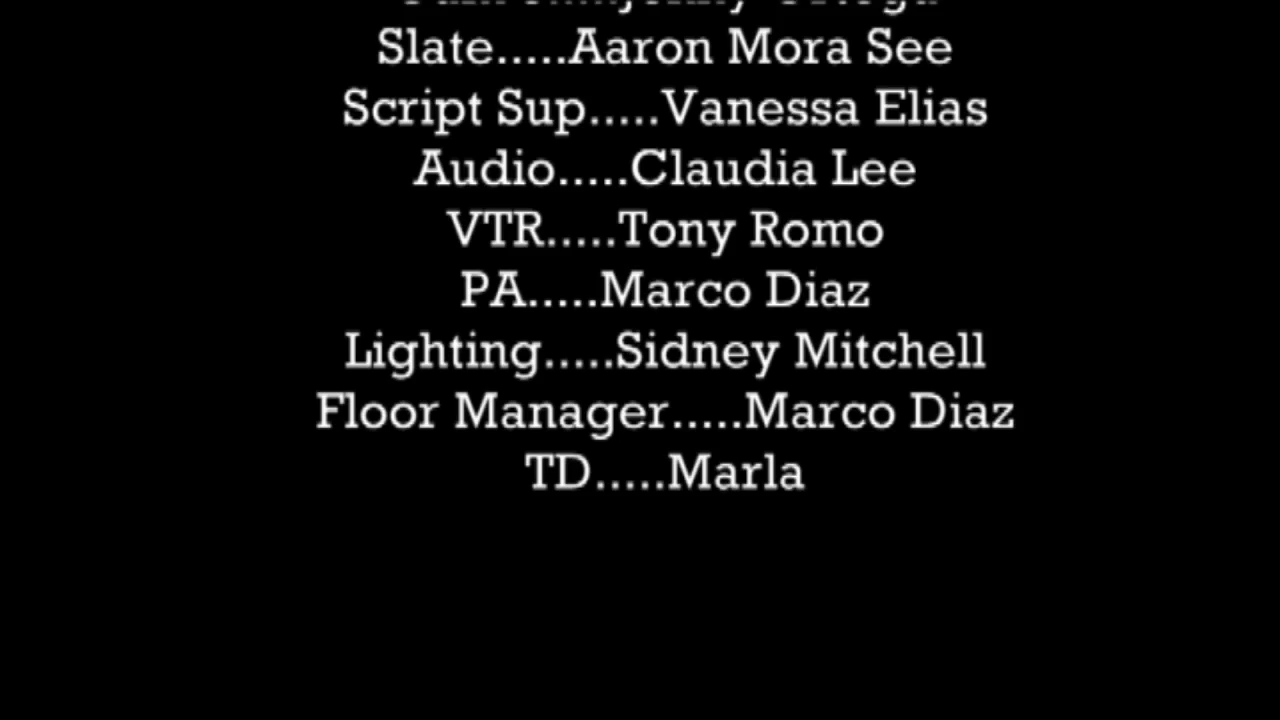 Slate.....Aaron Mora See
Script Sup.....Vanessa Elias
Audio.....Claudia Lee
VTR.....Tony Romo
PA.....Marco Diaz
Lighting.....Sidney Mitchell
Floor Manager.....Marco Diaz
TD.....Marla